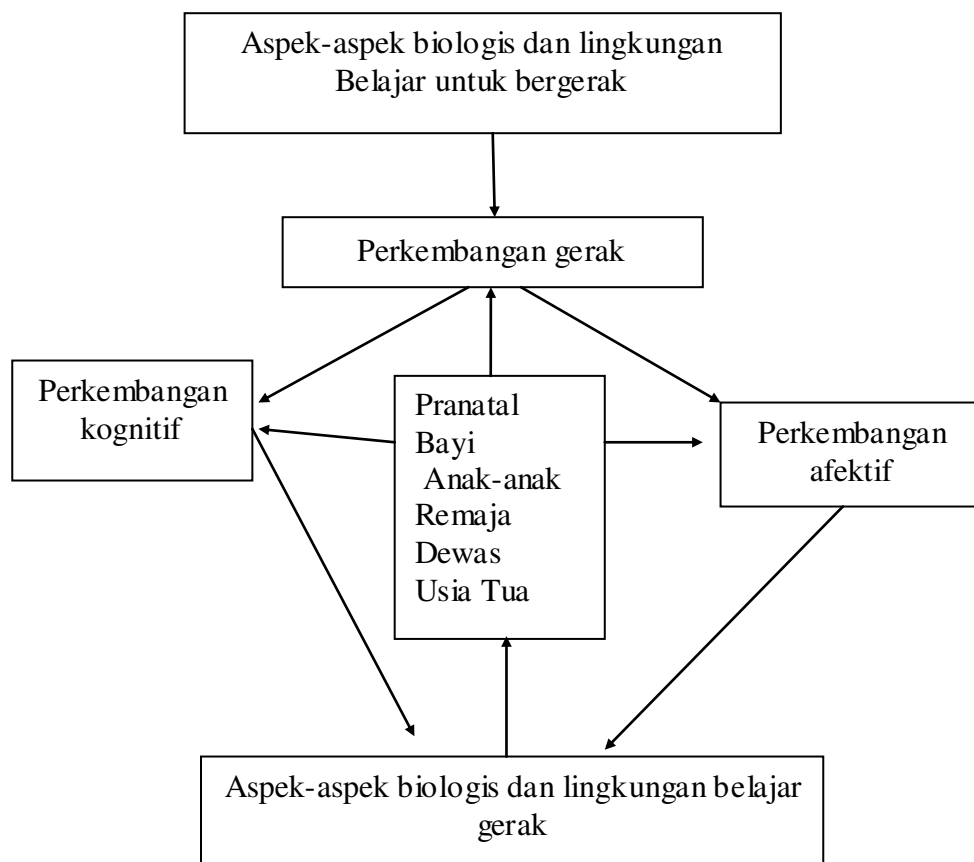 Aspek-aspek biologis dan lingkungan
Belajar untuk bergerak
Perkembangan gerak
Perkembangan
kognitif
Pranatal
Bayi
Anak-anak
Remaja
Dewas
Usia Tua
Perkembangan
afektif
Aspek-aspek biologis dan lingkungan belajar
gerak